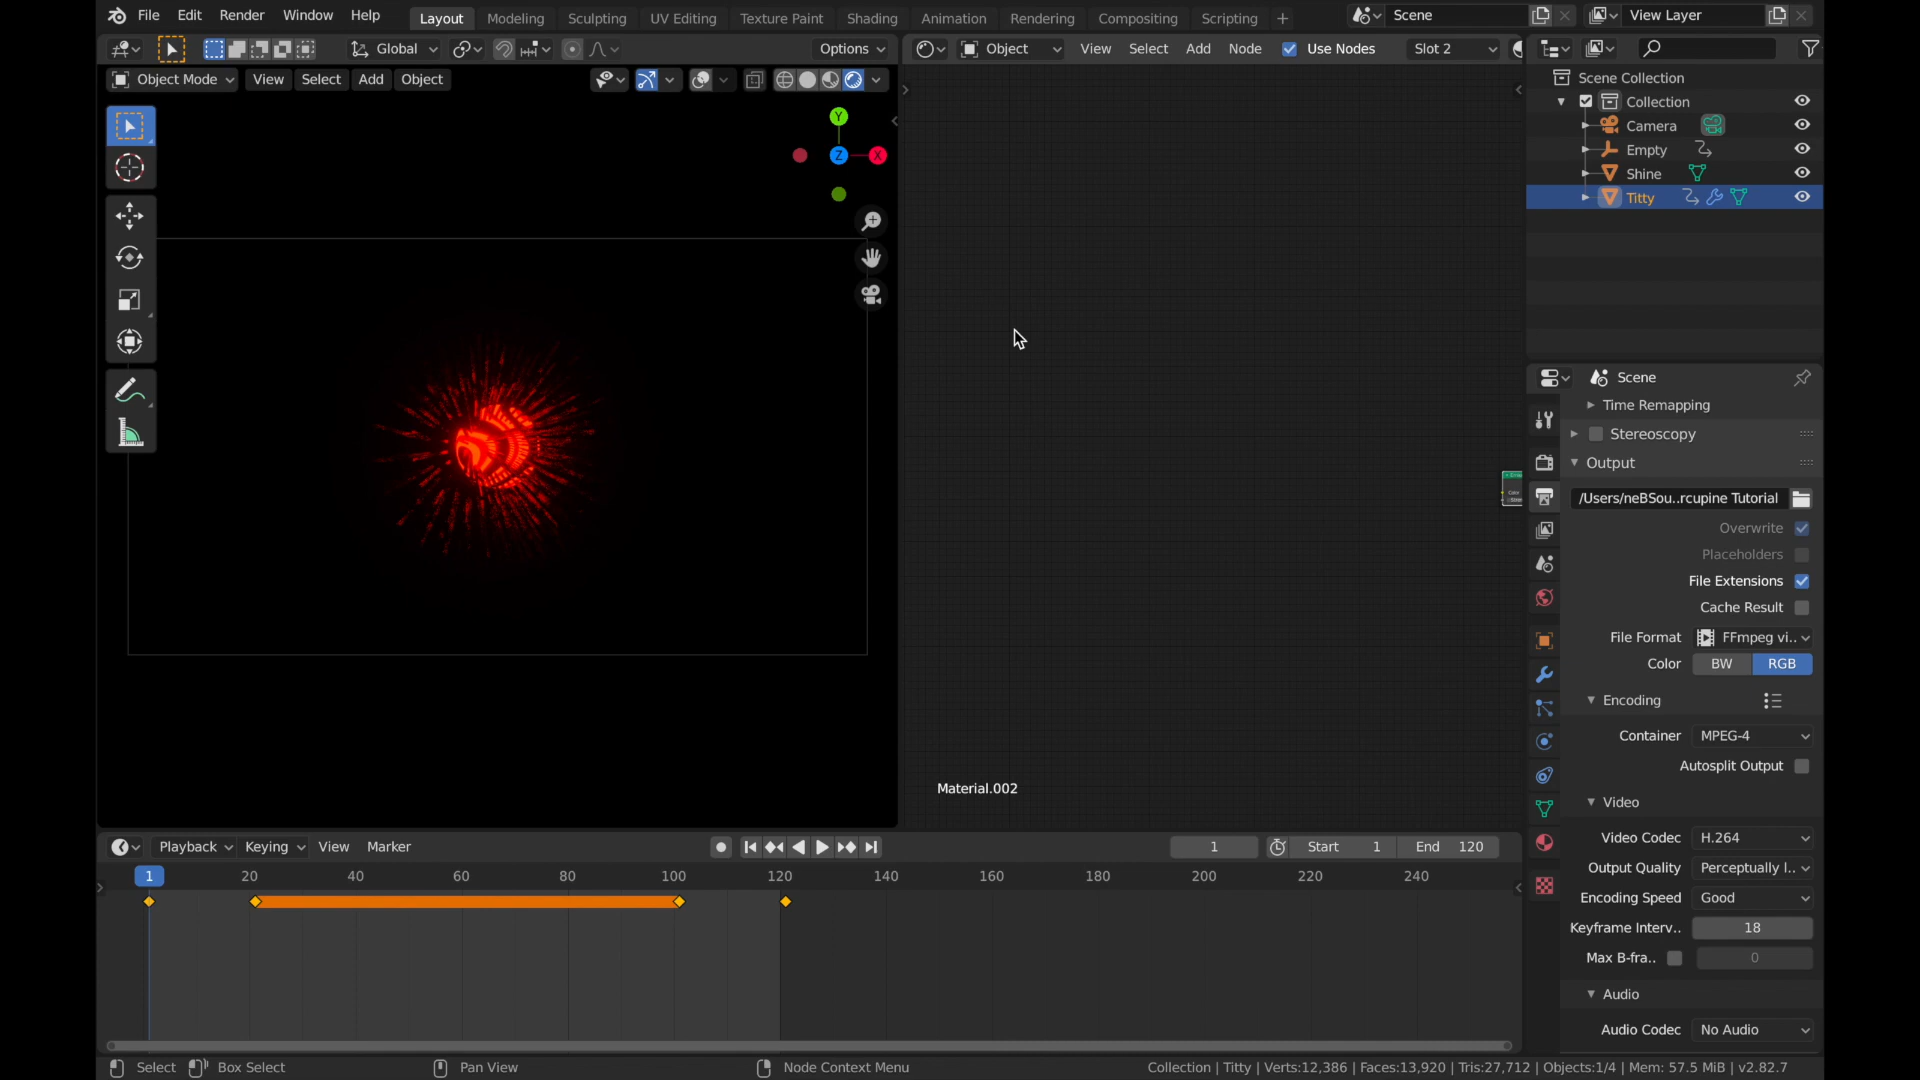 File Edit Render Window Help Layout Modeling Sculpting UV Editing Texture Paint Shading Animation Rendering Compositing Scripting + Scene View Layer
Global Options Object View Select Add Node Use Nodes Slot 2
Object Mode View Select Add Object
Scene Collection
Collection
Camera
Empty
Shine
Titty
Y
Z X
Scene
Time Remapping
Stereoscopy
Output
/Users/neBSou..rcupine Tutorial
Overwrite
Placeholders
File Extensions
Cache Result
File Format FFmpeg vi..
Color BW RGB
Encoding
Container MPEG-4
Autosplit Output
Video
Video Codec H.264
Output Quality Perceptually l..
Encoding Speed Good
Keyframe Interv.. 18
Max B-fra.. 0
Audio
Audio Codec No Audio
Material.002
Playback Keying View Marker 1 Start 1 End 120
1 20 40 60 80 100 120 140 160 180 200 220 240
Select Box Select Pan View Node Context Menu Collection | Titty | Verts:12,386 | Faces:13,920 | Tris:27,712 | Objects:1/4 | Mem: 57.5 MiB | v2.82.7